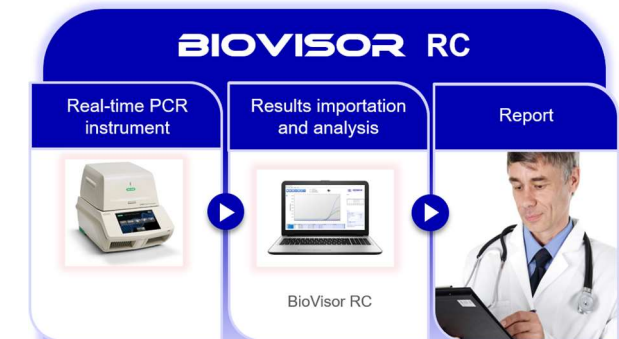 BIOVISOR RC
Real-time PCR
instrument
Results importation
and analysis
Report
BioVisor RC